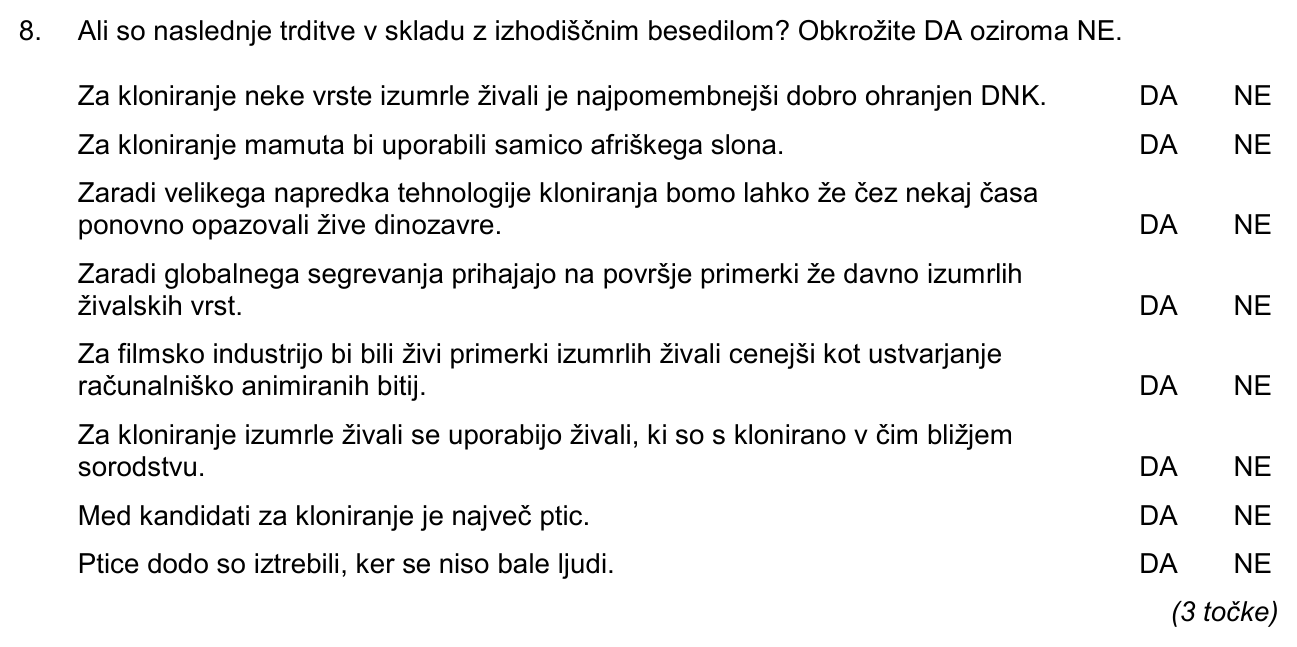 8. Ali so naslednje trditve v skladu z izhodiščnim besedilom? Obkrožite DA oziroma NE.
Za kloniranje neke vrste izumrle živali je najpomembnejši dobro ohranjen DNK. DA NE
Za kloniranje mamuta bi uporabili samico afriškega slona. DA NE
Zaradi velikega napredka tehnologije kloniranja bomo lahko že čez nekaj časa
ponovno opazovali žive dinozavre. DA NE
Zaradi globalnega segrevanja prihajajo na površje primerki že davno izumrlih
živalskih vrst. DA NE
Za filmsko industrijo bi bili živi primerki izumrlih živali cenejši kot ustvarjanje
računalniško animiranih bitij. DA NE
Za kloniranje izumrle živali se uporabijo živali, ki so s klonirano v čim bližjem
sorodstvu. DA NE
Med kandidati za kloniranje je največ ptic. DA NE
Ptice dodo so iztrebili, ker se niso bale ljudi. DA NE
(3 točke)